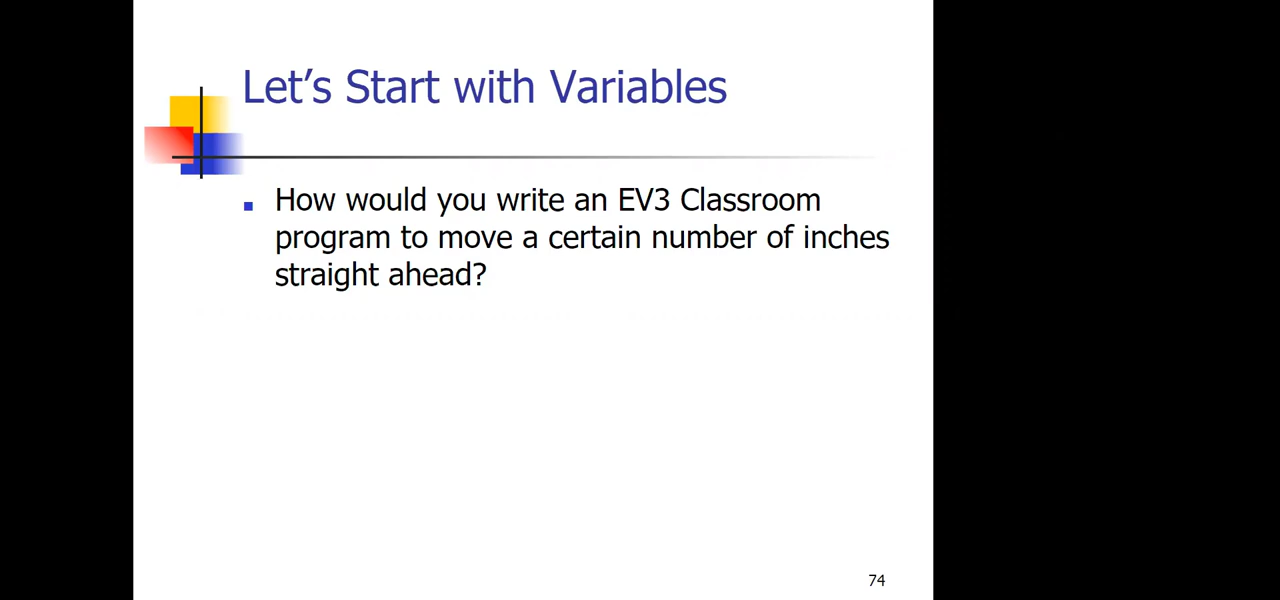 Let’s Start with Variables
How would you write an EV3 Classroom
program to move a certain number of inches
straight ahead?
74